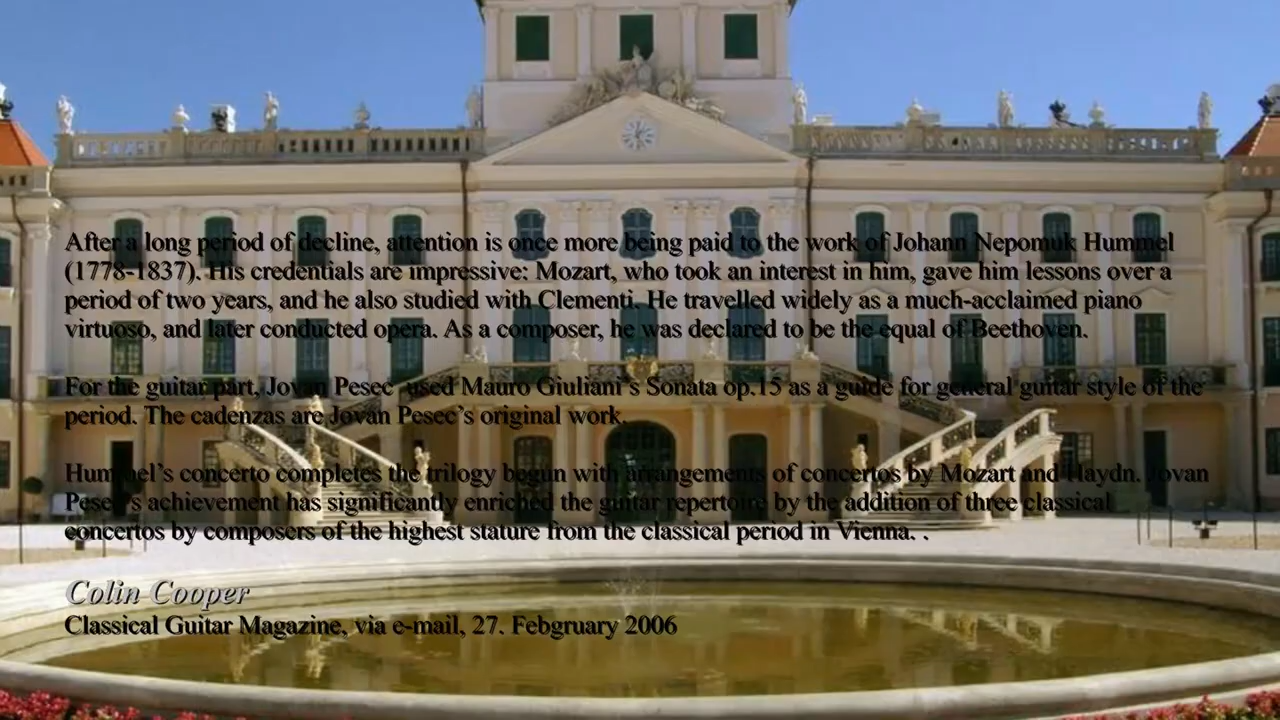 After a long period of decline, attention is once more being paid to the work of Johann Nepomuk Hummel
(1778-1837). His credentials are impressive: Mozart, who took an interest in him, gave him lessons over a
period of two years, and he also studied with Clementi. He travelled widely as a much-acclaimed piano
virtuoso, and later conducted opera. As a composer, he was declared to be the equal of Beethoven.
For the guitar part, Jovan Pesec used Mauro Giuliani's Sonata op.15 as a guide for general guitar style of the
period. The cadenzas are Jovan Pesec’s original work.
Hummel’s concerto completes the trilogy begun with arrangements of concertos by Mozart and Haydn. Jovan
Pesec’s achievement has significantly enriched the guitar repertoire by the addition of three classical
concertos by composers of the highest stature from the classical period in Vienna. .
Colin Cooper
Classical Guitar Magazine, via e-mail, 27. Febgruary 2006